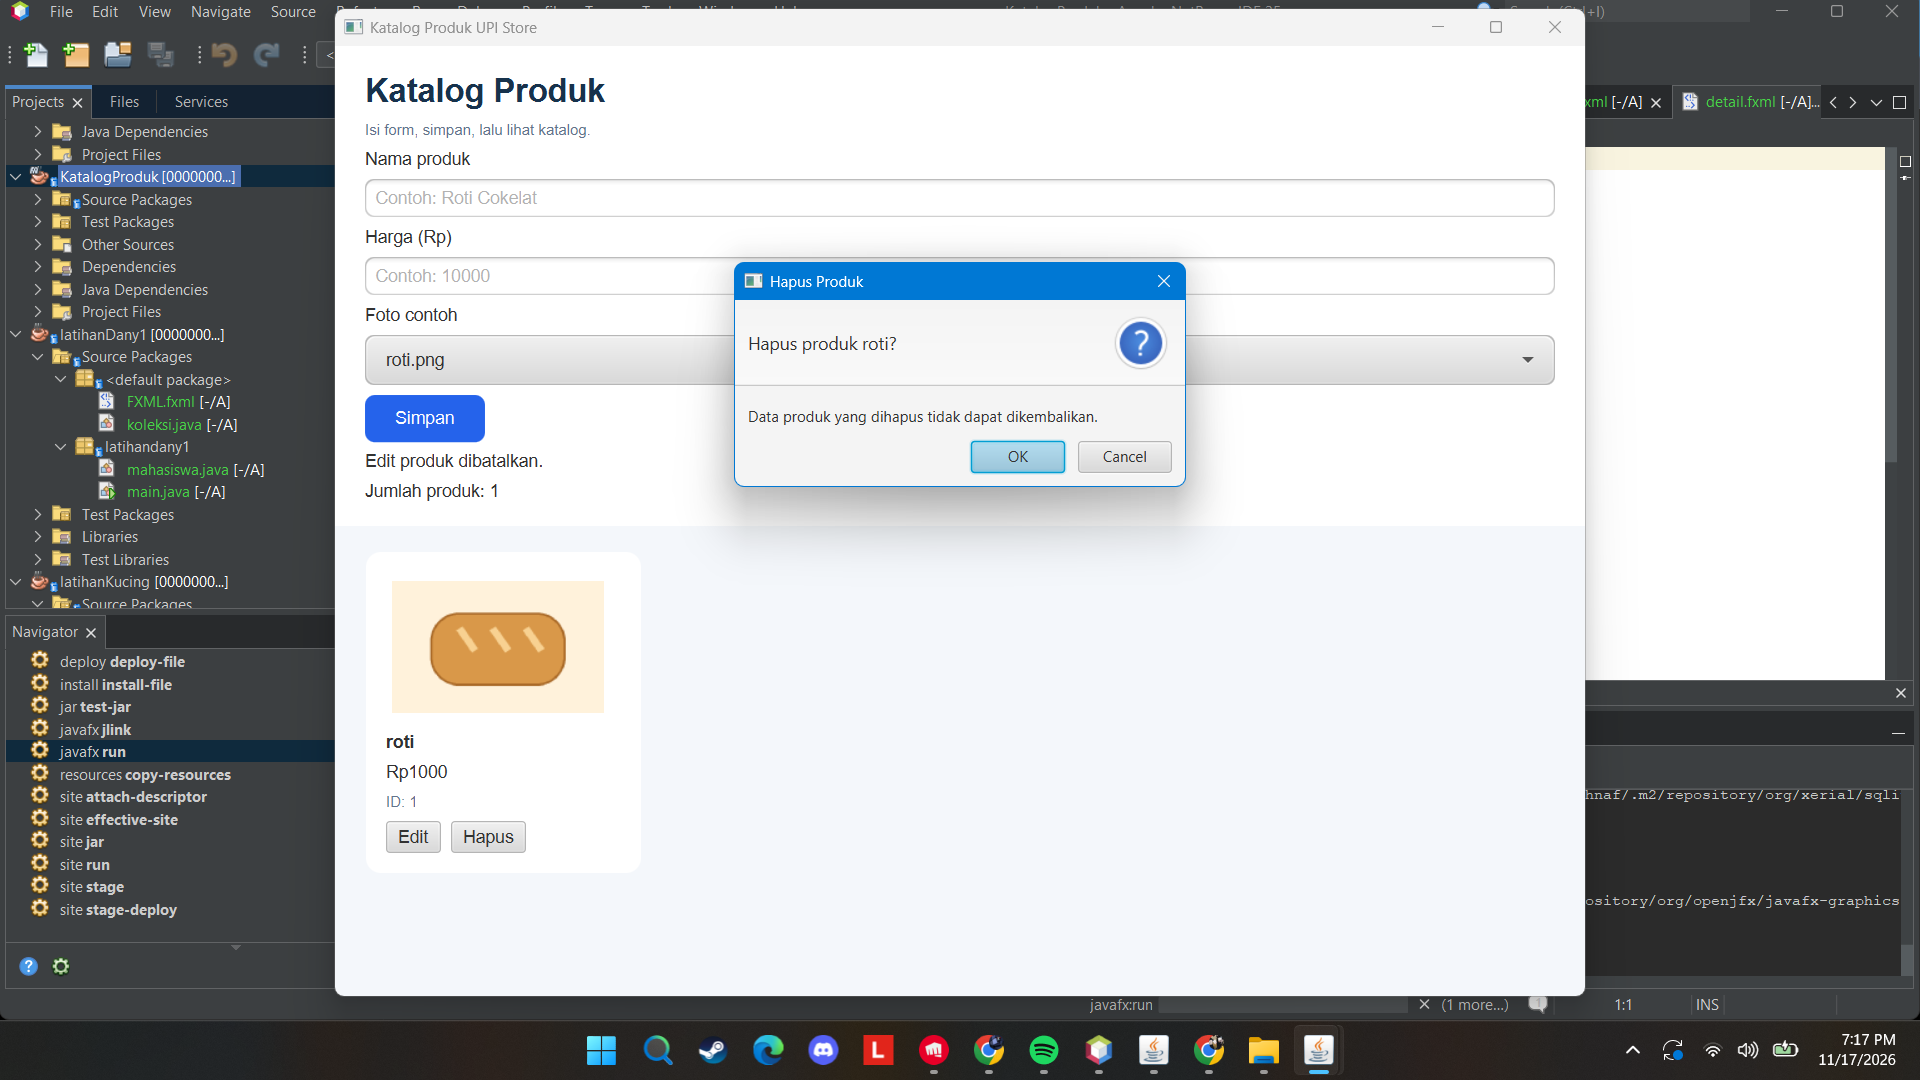 File Edit View Navigate Source
Katalog Produk UPI Store
Projects
Files
Services
Java Dependencies
Project Files
KatalogProduk [0000000...]
Source Packages
Test Packages
Other Sources
Dependencies
Java Dependencies
Project Files
latihanDany1 [0000000...]
Source Packages
<default package>
FXML.fxml [-/A]
koleksi.java [-/A]
latihandany1
mahasiswa.java [-/A]
main.java [-/A]
Test Packages
Libraries
Test Libraries
latihanKucing [0000000...]
Source Packages
Navigator
deploy deploy-file
install install-file
jar test-jar
javafx jlink
javafx run
resources copy-resources
site attach-descriptor
site effective-site
site jar
site run
site stage
site stage-deploy
Katalog Produk
Isi form, simpan, lalu lihat katalog.
Nama produk
Contoh: Roti Cokelat
Harga (Rp)
Contoh: 10000
Foto contoh
roti.png
Simpan
Edit produk dibatalkan.
Jumlah produk: 1
Hapus Produk
Hapus produk roti?
?
Data produk yang dihapus tidak dapat dikembalikan.
OK
Cancel
roti
Rp1000
ID: 1
Edit
Hapus
xml [-/A]
detail.fxml [-/A]...
hnaf/.m2/repository/org/xerial/sqli
ository/org/openjfx/javafx-graphics
javafx:run
(1 more...)
1
1:1
INS
L
7:17 PM
11/17/2026